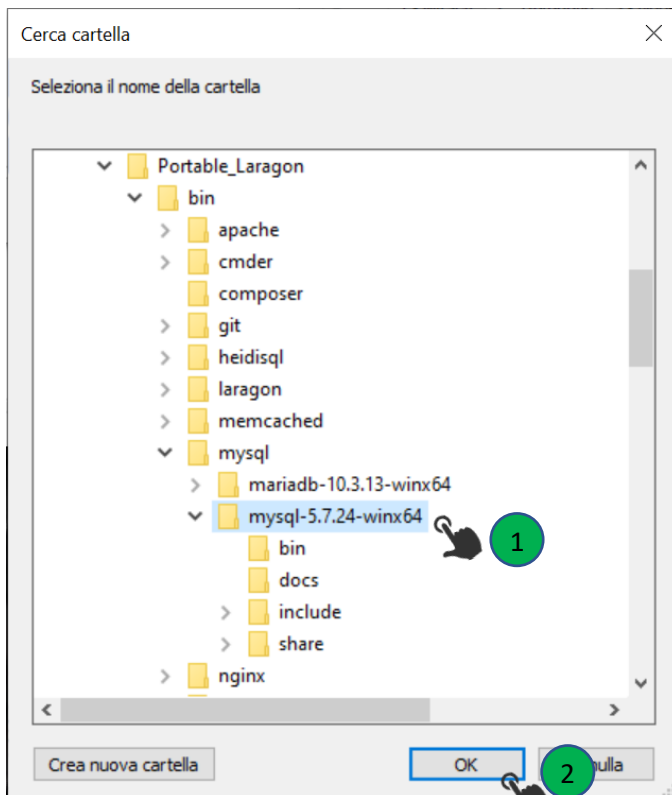 Cerca cartella
Seleziona il nome della cartella
Portable_Laragon
bin
apache
cmder
composer
git
heidisql
laragon
memcached
mysql
mariadb-10.3.13-winx64
mysql-5.7.24-winx64
1
bin
docs
include
share
nginx
Crea nuova cartella
OK
2